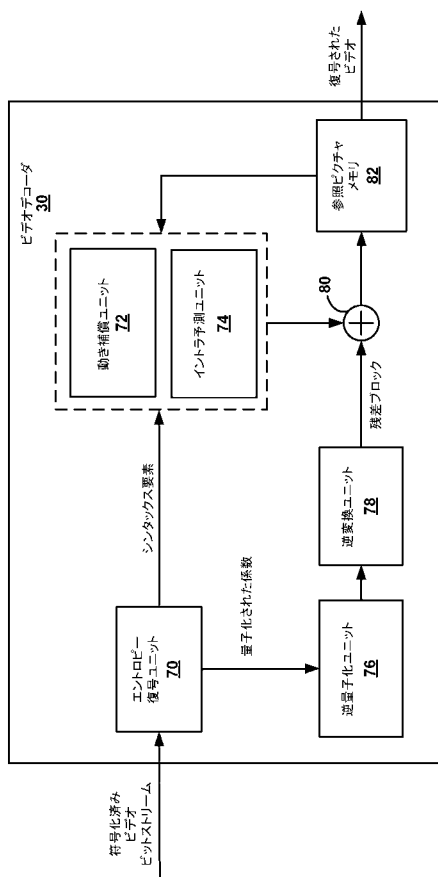 ビデオデコーダ
30
符号化済み
ビデオ
ビットストリーム
エントロピー
復号ユニット
70
シンタックス要素
量子化された係数
動き補償ユニット
72
イントラ予測ユニット
74
逆量子化ユニット
76
逆変換ユニット
78
残差ブロック
80
参照ピクチャ
メモリ
82
復号された
ビデオ